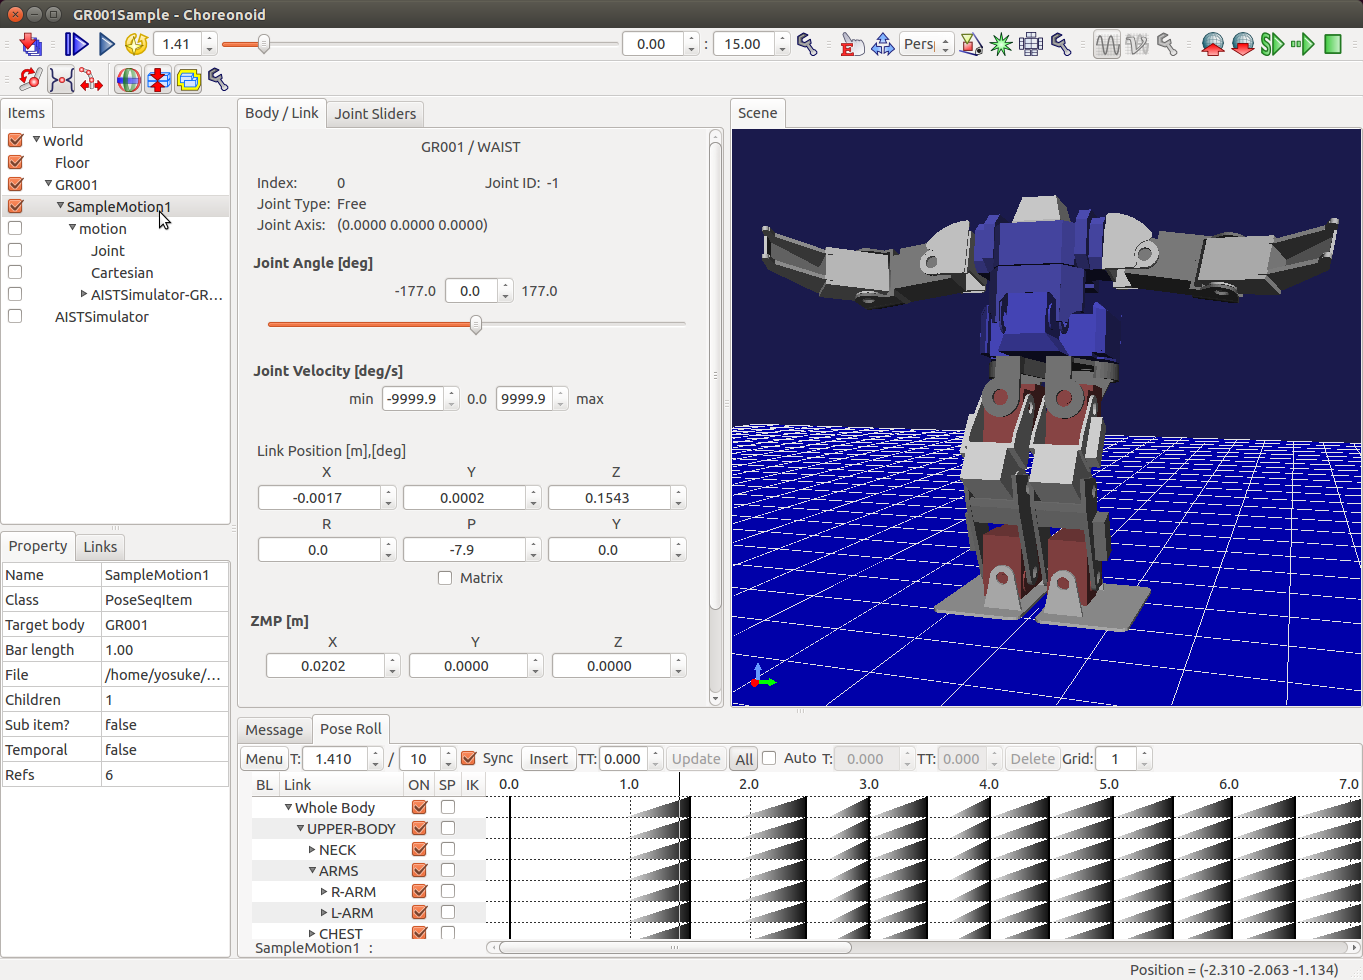 GR001Sample - Choreonoid
1.41 0.00 : 15.00 Pers
Items
World
Floor
GR001
SampleMotion1
motion
Joint
Cartesian
AISTSimulator-GR...
AISTSimulator
Property Links
Name SampleMotion1
Class PoseSeqItem
Target body GR001
Bar length 1.00
File /home/yosuke/...
Children 1
Sub item? false
Temporal false
Refs 6
Body / Link Joint Sliders
GR001 / WAIST
Index: 0 Joint ID: -1
Joint Type: Free
Joint Axis: (0.0000 0.0000 0.0000)
Joint Angle [deg]
-177.0 0.0 177.0
Joint Velocity [deg/s]
min -9999.9 0.0 9999.9 max
Link Position [m],[deg]
X Y Z
-0.0017 0.0002 0.1543
R P Y
0.0 -7.9 0.0
Matrix
ZMP [m]
X Y Z
0.0202 0.0000 0.0000
Scene
Message Pose Roll
Menu T: 1.410 / 10 Sync Insert TT: 0.000 Update All Auto T: 0.000 TT: 0.000 Delete Grid: 1
BL Link ON SP IK 0.0 1.0 2.0 3.0 4.0 5.0 6.0 7.0
Whole Body
UPPER-BODY
NECK
ARMS
R-ARM
L-ARM
CHEST
SampleMotion1 :
Position = (-2.310 -2.063 -1.134)